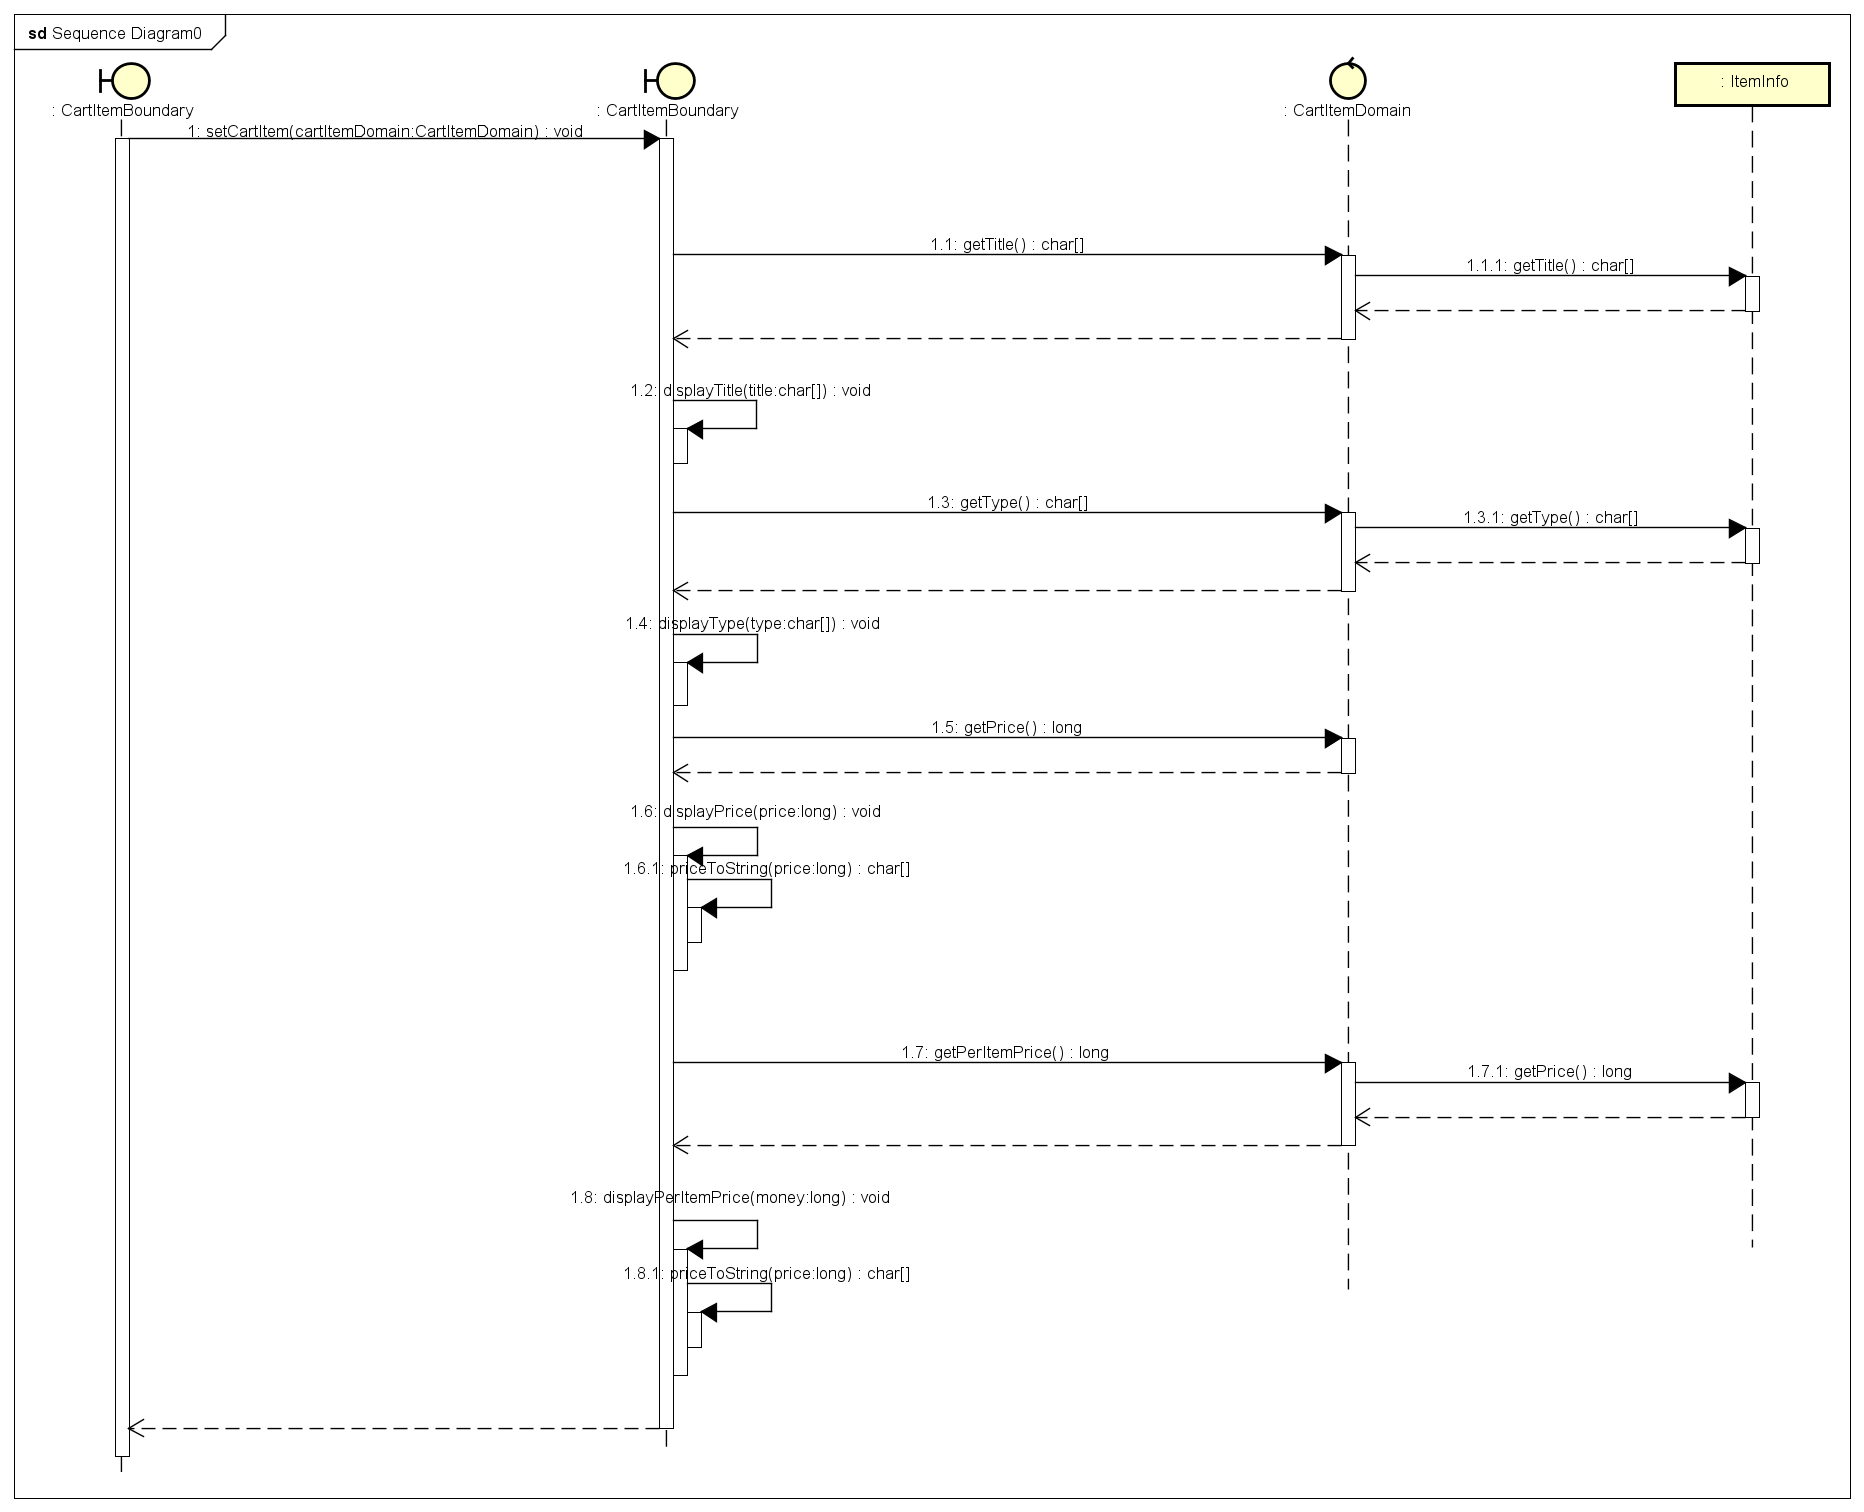 sd Sequence Diagram0
: CartItemBoundary
: CartItemBoundary
: CartItemDomain
: ItemInfo
1: setCartItem(cartItemDomain:CartItemDomain) : void
1.1: getTitle() : char[]
1.1.1: getTitle() : char[]
1.2: displayTitle(title:char[]) : void
1.3: getType() : char[]
1.3.1: getType() : char[]
1.4: displayType(type:char[]) : void
1.5: getPrice() : long
1.6: displayPrice(price:long) : void
1.6.1: priceToString(price:long) : char[]
1.7: getPerItemPrice() : long
1.7.1: getPrice() : long
1.8: displayPerItemPrice(money:long) : void
1.8.1: priceToString(price:long) : char[]